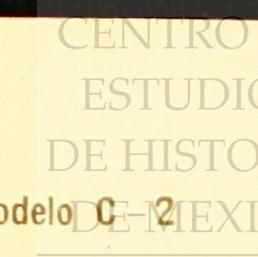 CENTRO
ESTUDIO
DE HISTO
DE MEXI
odelo C-2